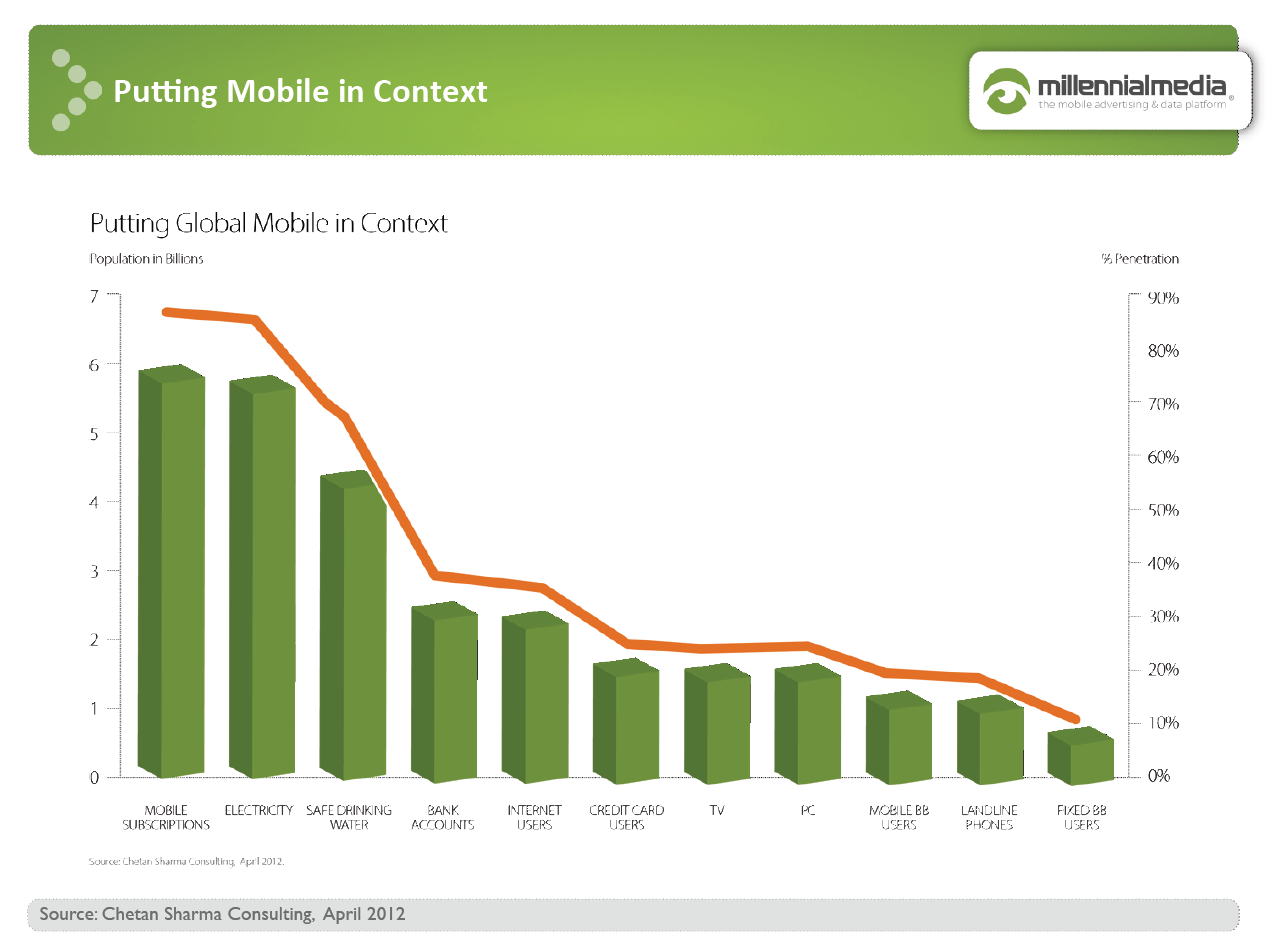 Putting Mobile in Context
millennialmedia®
the mobile advertising & data platform
Putting Global Mobile in Context
Population in Billions
% Penetration
7
6
5
4
3
2
1
0
90%
80%
70%
60%
50%
40%
30%
20%
10%
0%
MOBILE SUBSCRIPTIONS
ELECTRICITY
SAFE DRINKING WATER
BANK ACCOUNTS
INTERNET USERS
CREDIT CARD USERS
TV
PC
MOBILE BB USERS
LANDLINE PHONES
FIXED BB USERS
Source: Chetan Sharma Consulting, April 2012.
Source: Chetan Sharma Consulting, April 2012